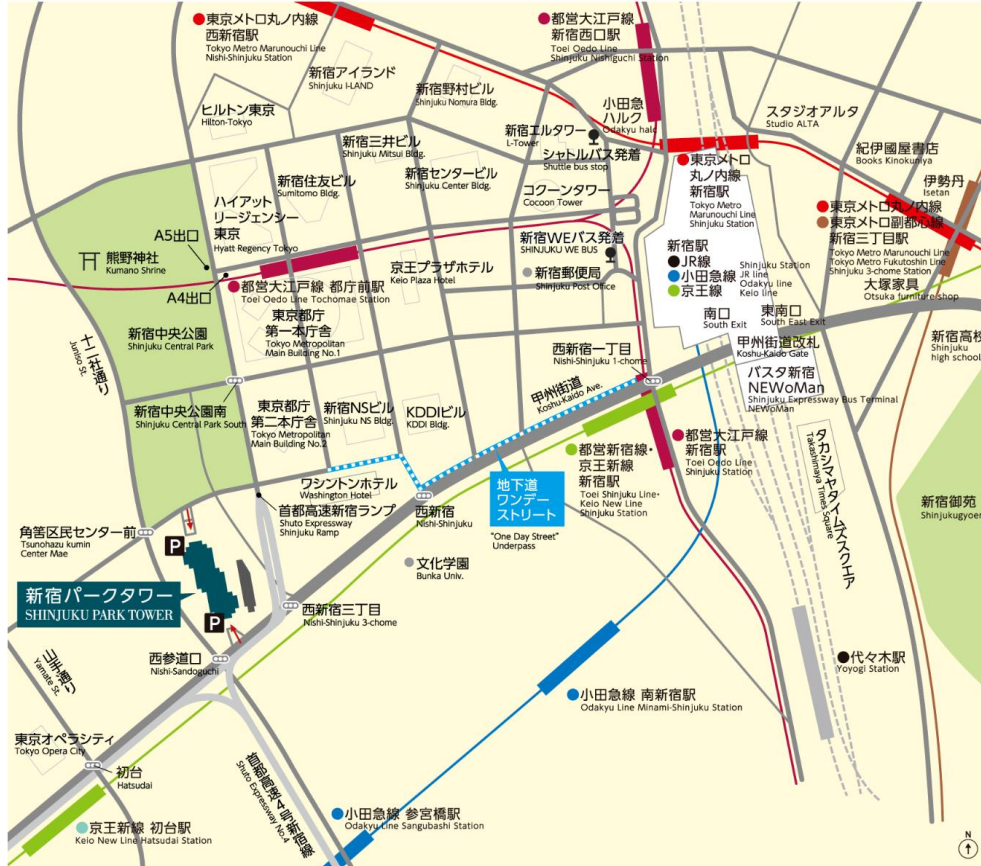 東京メトロ丸ノ内線
西新宿駅
Tokyo Metro Marunouchi Line
Nishi-Shinjuku Station
都営大江戸線
新宿西口駅
Toei Oedo Line
Shinjuku Nishiguchi Station
新宿アイランド
Shinjuku I-LAND
新宿野村ビル
Shinjuku Nomura Bldg.
ヒルトン東京
Hilton-Tokyo
小田急
ハルク
Odakyu halc
スタジオアルタ
Studio ALTA
新宿エルタワー
L-Tower
シャトルバス発着
Shuttle bus stop
新宿三井ビル
Shinjuku Mitsui Bldg.
新宿センタービル
Shinjuku Center Bldg.
新宿住友ビル
Sumitomo Bldg.
コクーンタワー
Cocoon Tower
東京メトロ
丸ノ内線
新宿駅
Tokyo Metro
Marunouchi Line
Shinjuku Station
紀伊國屋書店
Books Kinokuniya
伊勢丹
Isetan
ハイアット
リージェンシー
東京
Hyatt Regency Tokyo
A5出口
熊野神社
Kumano Shrine
A4出口
新宿WEバス発着
SHINJUKU WE BUS
東京メトロ丸ノ内線
東京メトロ副都心線
新宿三丁目駅
Tokyo Metro Marunouchi Line
Tokyo Metro Fukutoshin Line
Shinjuku 3-chome Station
新宿駅
JR線
小田急線
京王線
Shinjuku Station
JR line
Odakyu line
Keio line
京王プラザホテル
Keio Plaza Hotel
新宿郵便局
Shinjuku Post Office
都営大江戸線 都庁前駅
Toei Oedo Line Tochomae Station
大塚家具
Otsuka furniture shop
南口
South Exit
東南口
South East Exit
甲州街道改札
Koshu-Kaido Gate
新宿高校
Shinjuku
high school
新宿中央公園
Shinjuku Central Park
東京都庁
第一本庁舎
Tokyo Metropolitan
Main Building No.1
十二社通り
Juniso St.
西新宿一丁目
Nishi-Shinjuku 1-chome
バスタ新宿
NEWoMan
Shinjuku Expressway Bus Terminal
NEWoMan
甲州街道
Koshu-Kaido Ave.
新宿中央公園南
Shinjuku Central Park South
東京都庁
第二本庁舎
Tokyo Metropolitan
Main Building No.2
新宿NSビル
Shinjuku NS Bldg.
KDDIビル
KDDI Bldg.
都営新宿線・
京王新線
新宿駅
Toei Shinjuku Line・
Keio New Line
Shinjuku Station
都営大江戸線
新宿駅
Toei Oedo Line
Shinjuku Station
タカシマヤタイムズスクエア
Takashimaya Times Square
地下道
ワンデー
ストリート
"One Day Street"
Underpass
ワシントンホテル
Washington Hotel
首都高速新宿ランプ
Shuto Expressway
Shinjuku Ramp
西新宿
Nishi-Shinjuku
新宿御苑
Shinjukugyoen
角筈区民センター前
Tsunohazu kumin
Center Mae
P
文化学園
Bunka Univ.
新宿パークタワー
SHINJUKU PARK TOWER
P
西新宿三丁目
Nishi-Shinjuku 3-chome
西参道口
Nishi-Sandoguchi
山手通り
Yamate St.
代々木駅
Yoyogi Station
小田急線 南新宿駅
Odakyu Line Minami-Shinjuku Station
東京オペラシティ
Tokyo Opera City
初台
Hatsudai
首都高速4号新宿線
Shuto Expressway No.4
小田急線 参宮橋駅
Odakyu Line Sangubashi Station
京王新線 初台駅
Keio New Line Hatsudai Station
N